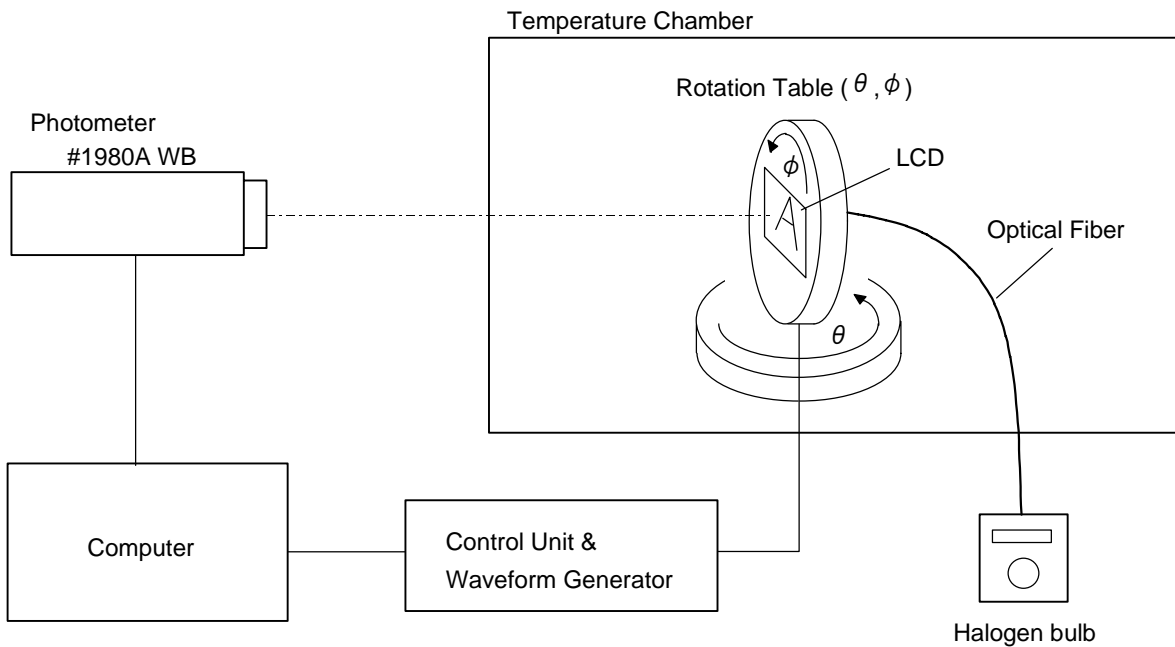 Temperature Chamber
Rotation Table ( θ , φ )
Photometer
#1980A WB
LCD
φ
A
Optical Fiber
θ
Computer
Control Unit &
Waveform Generator
Halogen bulb